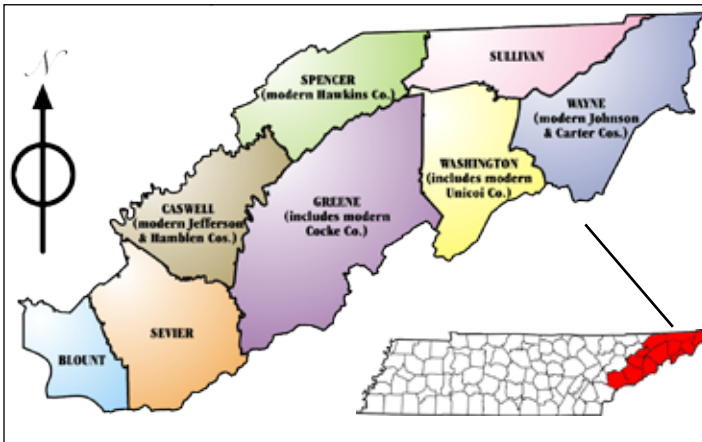 N
SULLIVAN
SPENCER
(modern Hawkins Co.)
WAYNE
(modern Johnson
& Carter Cos.)
WASHINGTON
(includes modern
Unicoi Co.)
CASWELL
(modern Jefferson
& Hamblen Cos.)
GREENE
(includes modern
Cocke Co.)
SEVIER
BLOUNT